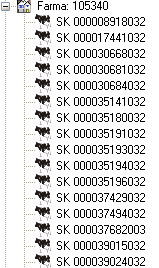 Farma: 105340
SK 000008918032
SK 000017441032
SK 000030668032
SK 000030681032
SK 000030684032
SK 000035141032
SK 000035180032
SK 000035191032
SK 000035193032
SK 000035194032
SK 000035196032
SK 000037429032
SK 000037494032
SK 000037682003
SK 000039015032
SK 000039024032